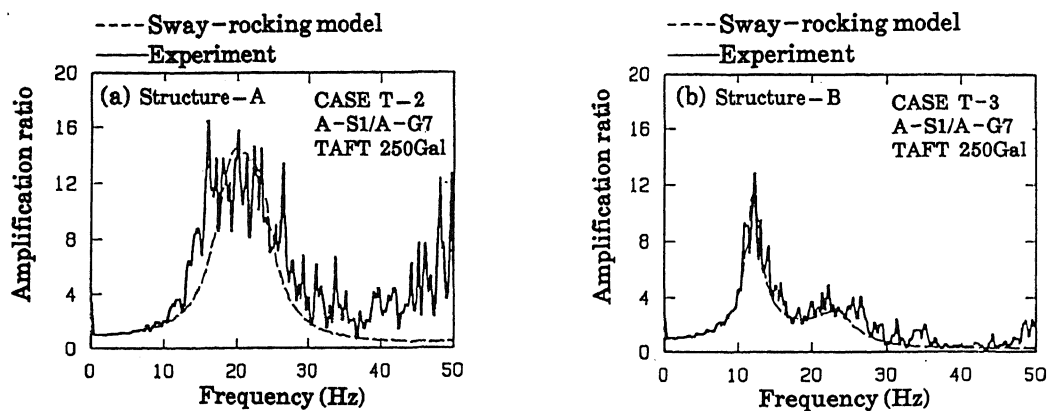 ---- Sway-rocking model
—— Experiment
(a) Structure-A
CASE T-2
A-S1/A-G7
TAFT 250Gal
Amplification ratio
20
16
12
8
4
0
0 10 20 30 40 50
Frequency (Hz)
---- Sway-rocking model
—— Experiment
(b) Structure-B
CASE T-3
A-S1/A-G7
TAFT 250Gal
Amplification ratio
20
16
12
8
4
0
0 10 20 30 40 50
Frequency (Hz)